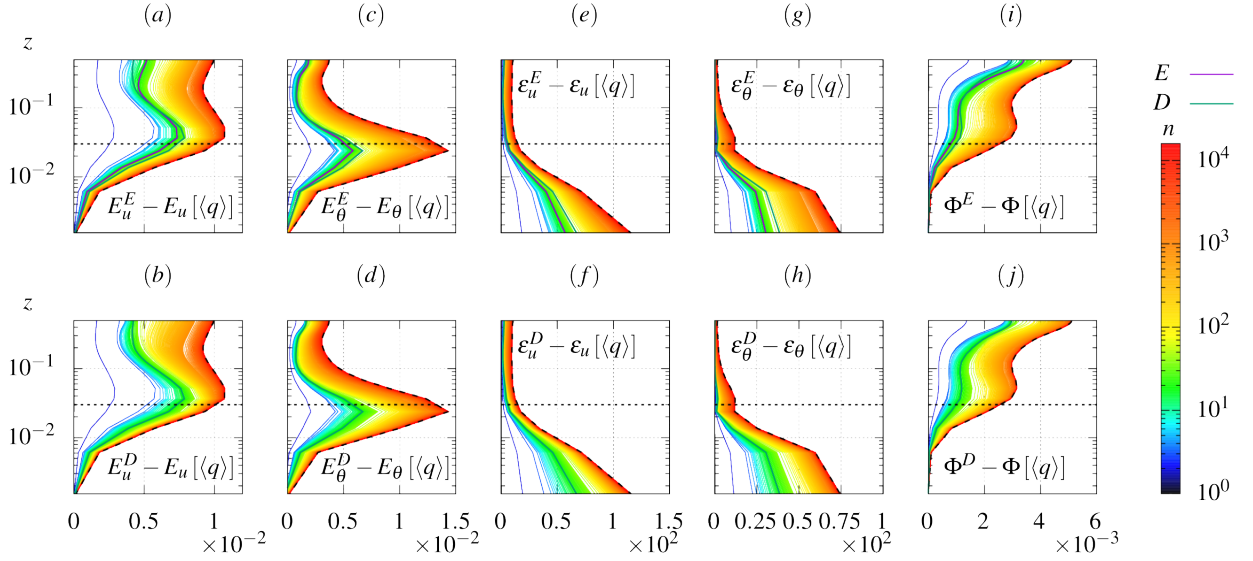 (a) (c) (e) (g) (i)
z
E_u^E − E_u [⟨q⟩] E_θ^E − E_θ [⟨q⟩] ε_u^E − ε_u [⟨q⟩] ε_θ^E − ε_θ [⟨q⟩] Φ^E − Φ [⟨q⟩]
10^{-1}
10^{-2}
E
D
n
10^4
10^3
10^2
10^1
10^0
(b) (d) (f) (h) (j)
z
E_u^D − E_u [⟨q⟩] E_θ^D − E_θ [⟨q⟩] ε_u^D − ε_u [⟨q⟩] ε_θ^D − ε_θ [⟨q⟩] Φ^D − Φ [⟨q⟩]
10^{-1}
10^{-2}
0 0.5 1 0 0.5 1 1.5 0 0.5 1 1.5 0 0.25 0.5 0.75 1 0 2 4 6
×10^{-2} ×10^{-2} ×10^2 ×10^2 ×10^{-3}